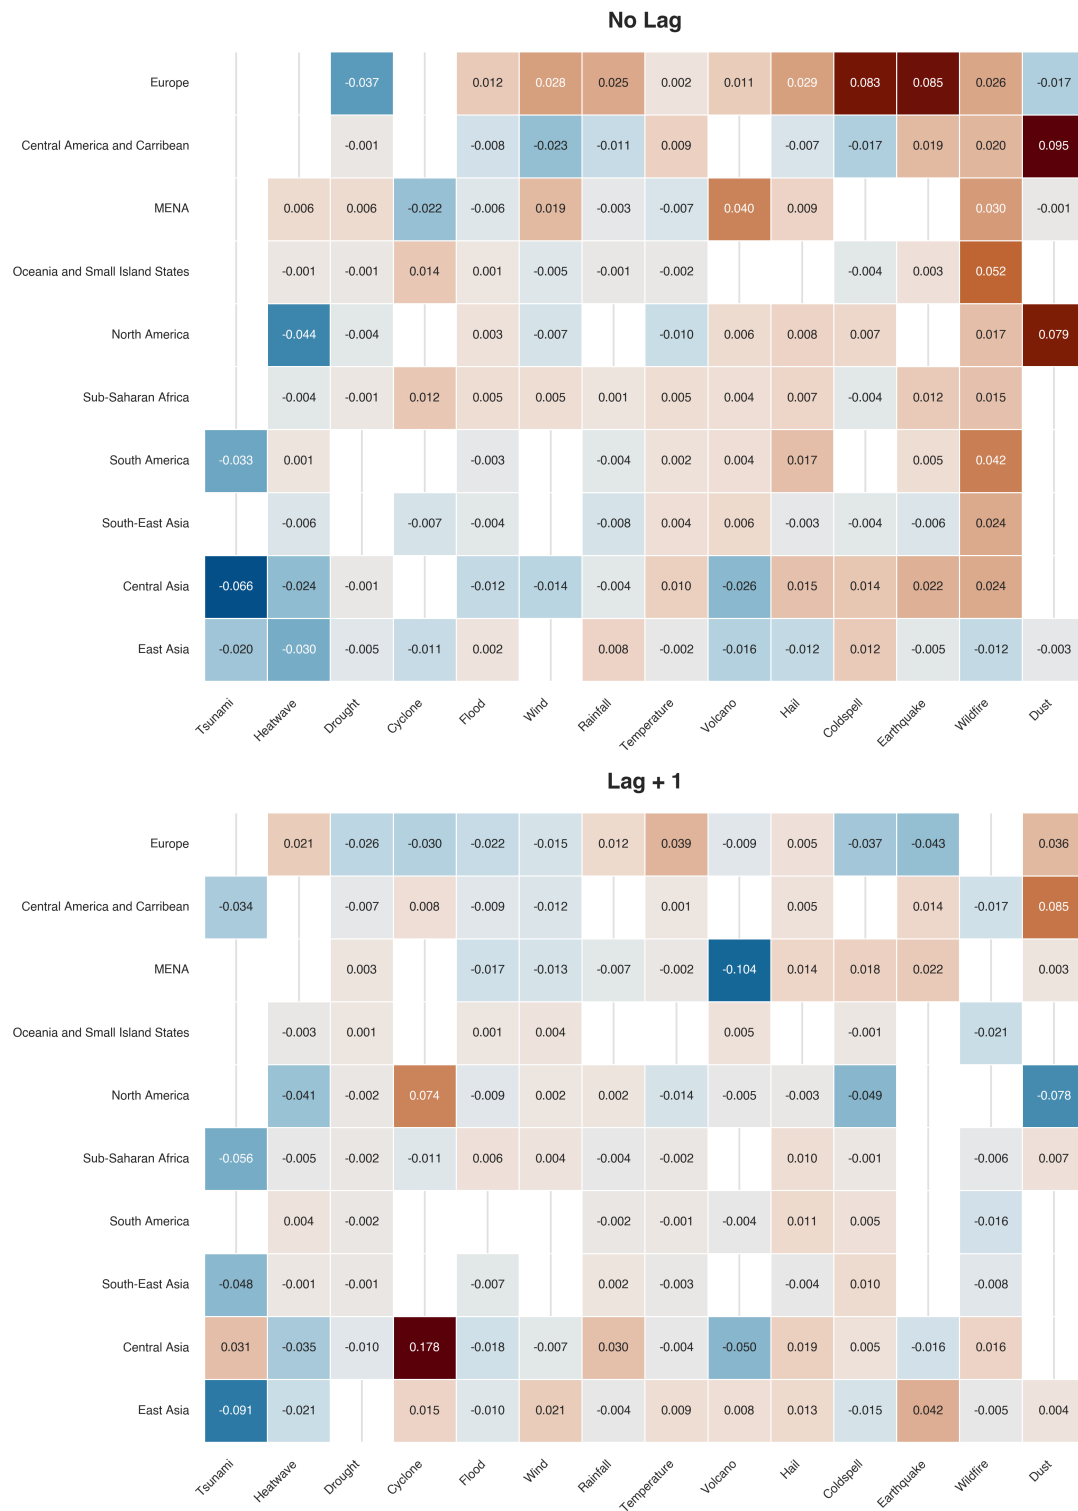 No Lag
Europe -0.037 0.012 0.028 0.025 0.002 0.011 0.029 0.083 0.085 0.026 -0.017
Central America and Carribean -0.001 -0.008 -0.023 -0.011 0.009 -0.007 -0.017 0.019 0.020 0.095
MENA 0.006 0.006 -0.022 -0.006 0.019 -0.003 -0.007 0.040 0.009 0.030 -0.001
Oceania and Small Island States -0.001 -0.001 0.014 0.001 -0.005 -0.001 -0.002 -0.004 0.003 0.052
North America -0.044 -0.004 0.003 -0.007 -0.010 0.006 0.008 0.007 0.017 0.079
Sub-Saharan Africa -0.004 -0.001 0.012 0.005 0.005 0.001 0.005 0.004 0.007 -0.004 0.012 0.015
South America -0.033 0.001 -0.003 -0.004 0.002 0.004 0.017 0.005 0.042
South-East Asia -0.006 -0.007 -0.004 -0.008 0.004 0.006 -0.003 -0.004 -0.006 0.024
Central Asia -0.066 -0.024 -0.001 -0.012 -0.014 -0.004 0.010 -0.026 0.015 0.014 0.022 0.024
East Asia -0.020 -0.030 -0.005 -0.011 0.002 0.008 -0.002 -0.016 -0.012 0.012 -0.005 -0.012 -0.003
Tsunami Heatwave Drought Cyclone Flood Wind Rainfall Temperature Volcano Hail Coldspell Earthquake Wildfire Dust
Lag + 1
Europe 0.021 -0.026 -0.030 -0.022 -0.015 0.012 0.039 -0.009 0.005 -0.037 -0.043 0.036
Central America and Carribean -0.034 -0.007 0.008 -0.009 -0.012 0.001 0.005 0.014 -0.017 0.085
MENA 0.003 -0.017 -0.013 -0.007 -0.002 -0.104 0.014 0.018 0.022 0.003
Oceania and Small Island States -0.003 0.001 0.001 0.004 0.005 -0.001 -0.021
North America -0.041 -0.002 0.074 -0.009 0.002 0.002 -0.014 -0.005 -0.003 -0.049 -0.078
Sub-Saharan Africa -0.056 -0.005 -0.002 -0.011 0.006 0.004 -0.004 -0.002 0.010 -0.001 -0.006 0.007
South America 0.004 -0.002 -0.002 -0.001 -0.004 0.011 0.005 -0.016
South-East Asia -0.048 -0.001 -0.001 -0.007 0.002 -0.003 -0.004 0.010 -0.008
Central Asia 0.031 -0.035 -0.010 0.178 -0.018 -0.007 0.030 -0.004 -0.050 0.019 0.005 -0.016 0.016
East Asia -0.091 -0.021 0.015 -0.010 0.021 -0.004 0.009 0.008 0.013 -0.015 0.042 -0.005 0.004
Tsunami Heatwave Drought Cyclone Flood Wind Rainfall Temperature Volcano Hail Coldspell Earthquake Wildfire Dust